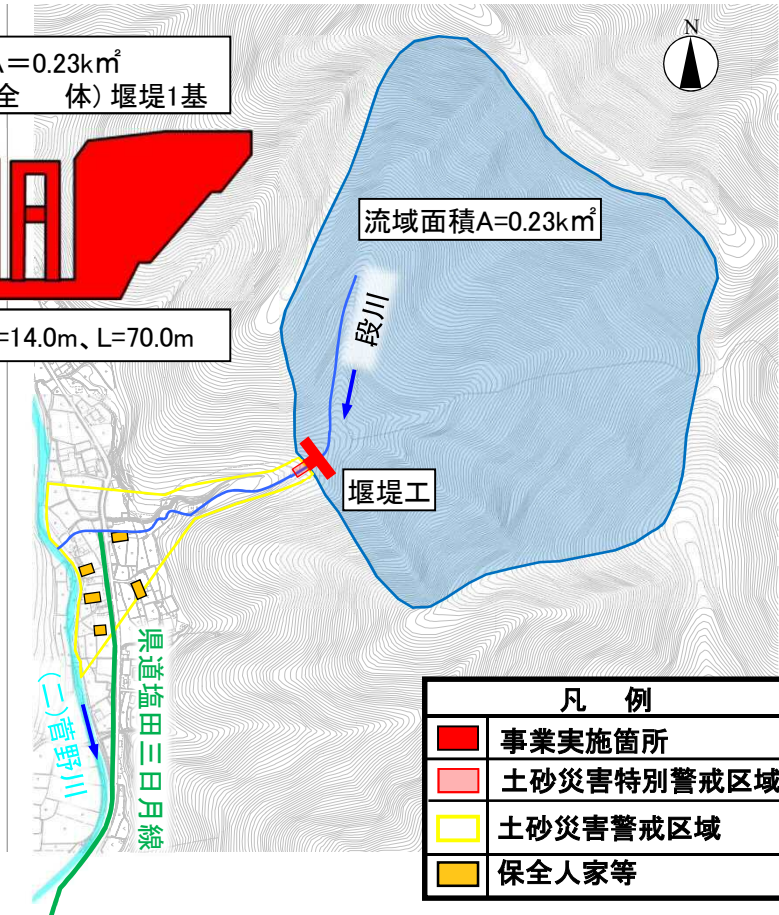 A=0.23k㎡
全　体）堰堤1基
=14.0m、L=70.0m
N
流域面積A=0.23k㎡
段川
堰堤工
県道塩田三日月線
(二)菅野川
凡　例
事業実施箇所
土砂災害特別警戒区域
土砂災害警戒区域
保全人家等